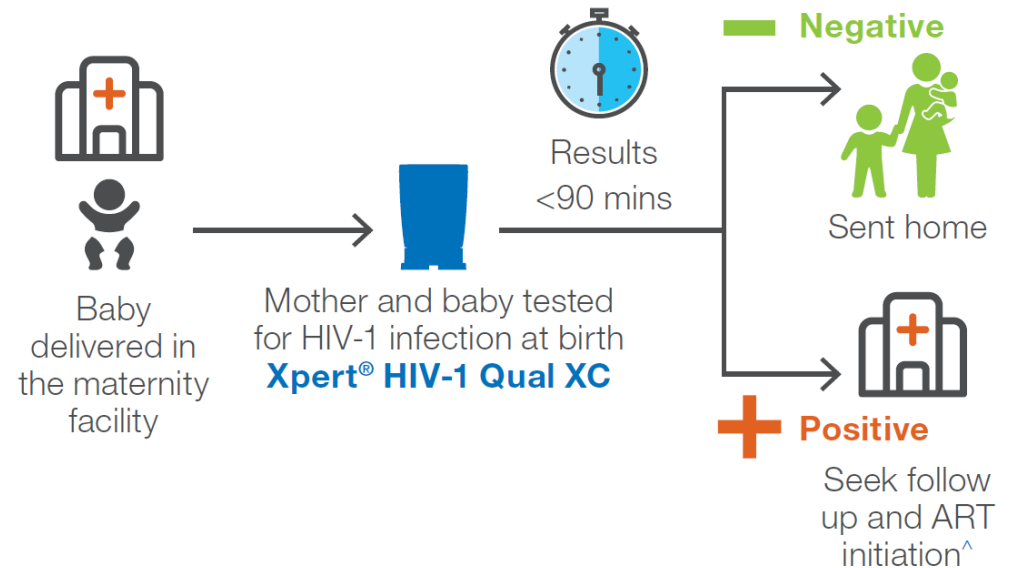 Baby
delivered in
the maternity
facility
Mother and baby tested
for HIV-1 infection at birth
Xpert® HIV-1 Qual XC
Results
<90 mins
Negative
Sent home
Positive
Seek follow
up and ART
initiation^